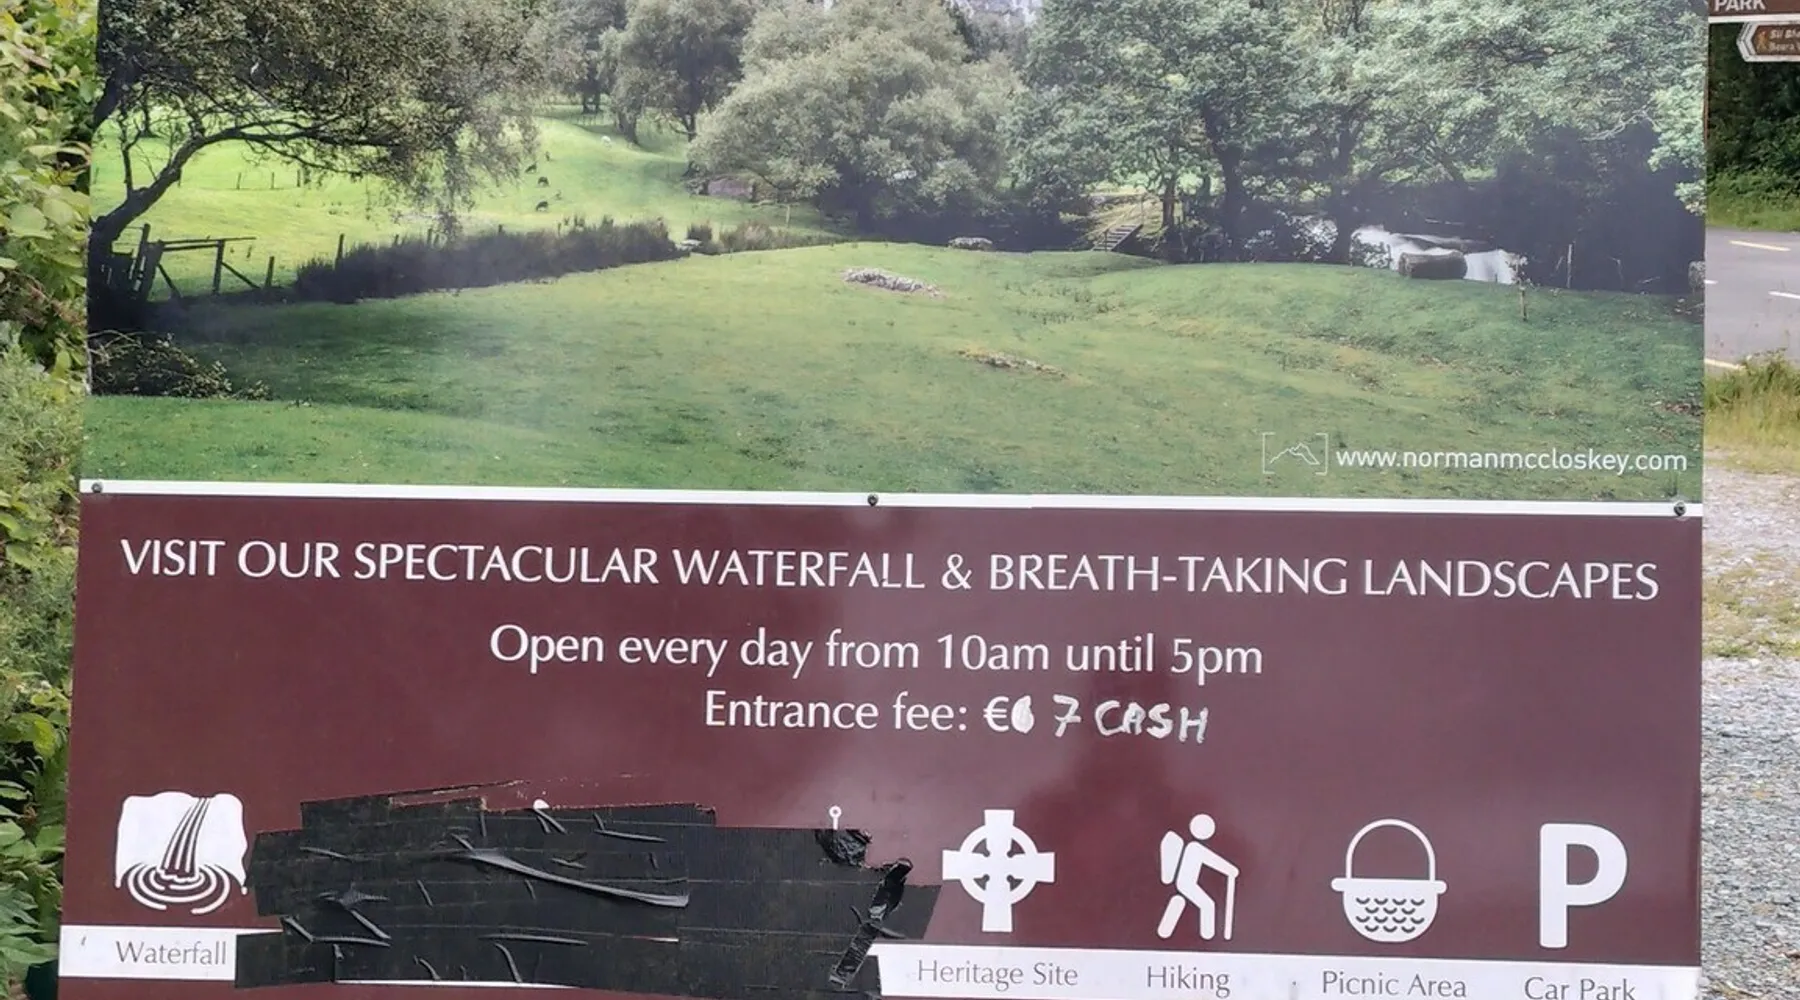 PARK
www.normanmccloskey.com
VISIT OUR SPECTACULAR WATERFALL & BREATH-TAKING LANDSCAPES
Open every day from 10am until 5pm
Entrance fee: €6 7 CASH
P
Waterfall Heritage Site Hiking Picnic Area Car Park